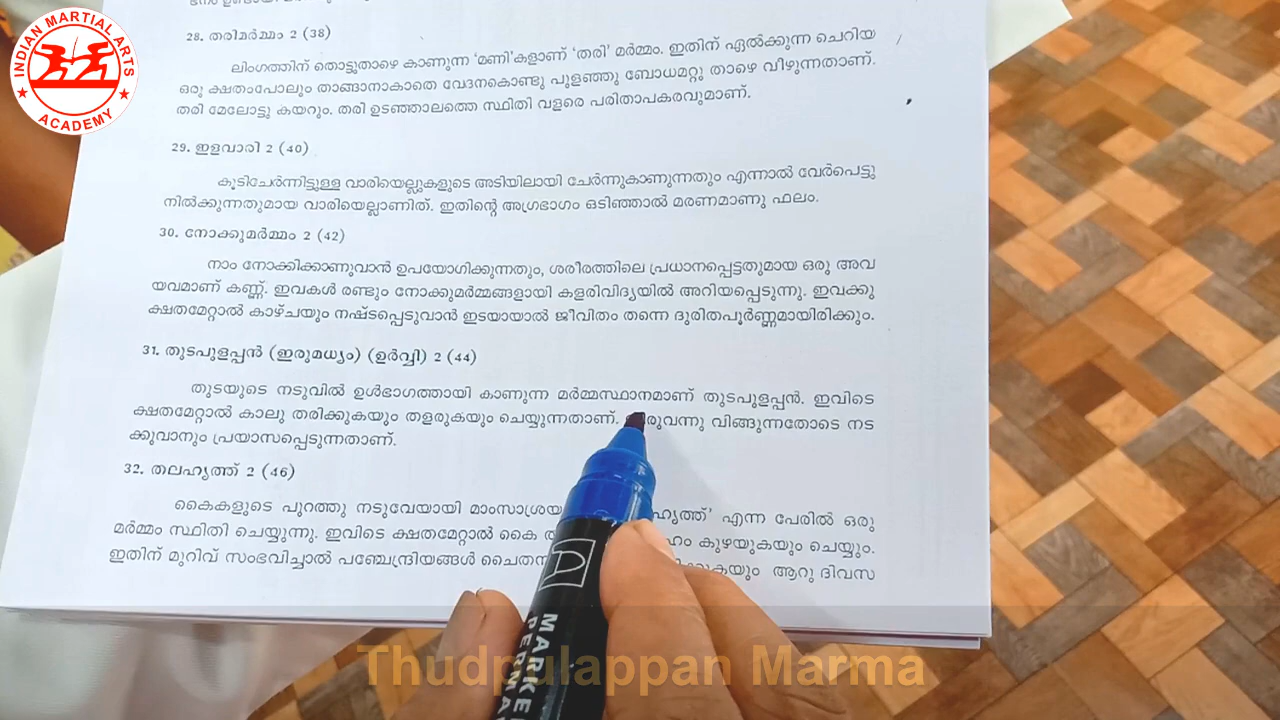 INDIAN MARTIAL ARTS
ACADEMY
28. തരിമർമ്മം 2 (38)
ലിംഗത്തിന് തൊട്ടുതാഴെ കാണുന്ന ‘മണി’കളാണ് ‘തരി’ മർമ്മം. ഇതിന് ഏൽക്കുന്ന ചെറിയ
ഒരു ക്ഷതംപോലും താങ്ങാനാകാതെ വേദനകൊണ്ടു പുളഞ്ഞു ബോധമറ്റു താഴെ വീഴുന്നതാണ്.
തരി മേലോട്ടു കയറും. തരി ഉടഞ്ഞാലത്തെ സ്ഥിതി വളരെ പരിതാപകരവുമാണ്.
29. ഇളവാരി 2 (40)
കൂടിചേർന്നിട്ടുള്ള വാരിയെല്ലുകളുടെ അടിയിലായി ചേർന്നുകാണുന്നതും എന്നാൽ വേർപെട്ടു
നിൽക്കുന്നതുമായ വാരിയെല്ലാണിത്. ഇതിന്റെ അഗ്രഭാഗം ഒടിഞ്ഞാൽ മരണമാണു ഫലം.
30. നോക്കുമർമ്മം 2 (42)
നാം നോക്കിക്കാണുവാൻ ഉപയോഗിക്കുന്നതും, ശരീരത്തിലെ പ്രധാനപ്പെട്ടതുമായ ഒരു അവ
യവമാണ് കണ്ണ്. ഇവകൾ രണ്ടും നോക്കുമർമ്മങ്ങളായി കളരിവിദ്യയിൽ അറിയപ്പെടുന്നു. ഇവക്കു
ക്ഷതമേറ്റാൽ കാഴ്ചയും നഷ്ടപ്പെടുവാൻ ഇടയായാൽ ജീവിതം തന്നെ ദുരിതപൂർണ്ണമായിരിക്കും.
31. തുടപുളപ്പൻ (ഇരുമധ്യം) (ഉർവ്വി) 2 (44)
തുടയുടെ നടുവിൽ ഉൾഭാഗത്തായി കാണുന്ന മർമ്മസ്ഥാനമാണ് തുടപുളപ്പൻ. ഇവിടെ
ക്ഷതമേറ്റാൽ കാലു തരിക്കുകയും തളരുകയും ചെയ്യുന്നതാണ്. വിങ്ങുന്നതോടെ നട
ക്കുവാനും പ്രയാസപ്പെടുന്നതാണ്.
32. തലഹൃത്ത് 2 (46)
കൈകളുടെ പുറത്തു നടുവേയായി എന്ന പേരിൽ ഒരു
മർമ്മം സ്ഥിതി ചെയ്യുന്നു. ഇവിടെ ക്ഷതമേറ്റാൽ കൈ കുഴയുകയും ചെയ്യും.
ഇതിന് മുറിവ് സംഭവിച്ചാൽ പഞ്ചേന്ദ്രിയങ്ങൾ ആറു ദിവസ
Thudpulappan Marma